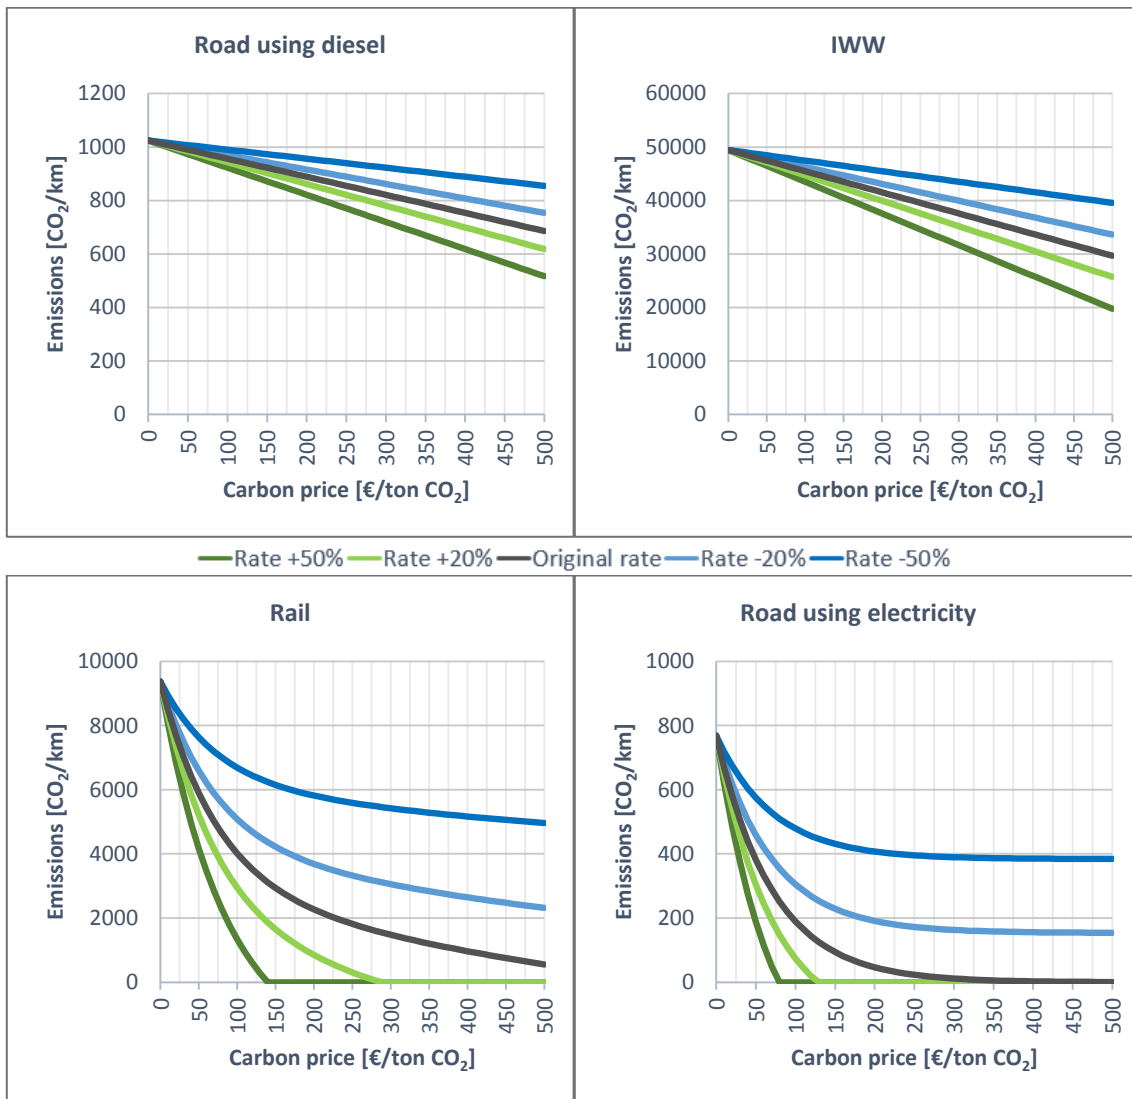 Road using diesel
Emissions [CO₂/km]
1200
1000
800
600
400
200
0
0 50 100 150 200 250 300 350 400 450 500
Carbon price [€/ton CO₂]
IWW
Emissions [CO₂/km]
60000
50000
40000
30000
20000
10000
0
0 50 100 150 200 250 300 350 400 450 500
Carbon price [€/ton CO₂]
Rate +50% Rate +20% Original rate Rate -20% Rate -50%
Rail
Emissions [CO₂/km]
10000
8000
6000
4000
2000
0
0 50 100 150 200 250 300 350 400 450 500
Carbon price [€/ton CO₂]
Road using electricity
Emissions [CO₂/km]
1000
800
600
400
200
0
0 50 100 150 200 250 300 350 400 450 500
Carbon price [€/ton CO₂]